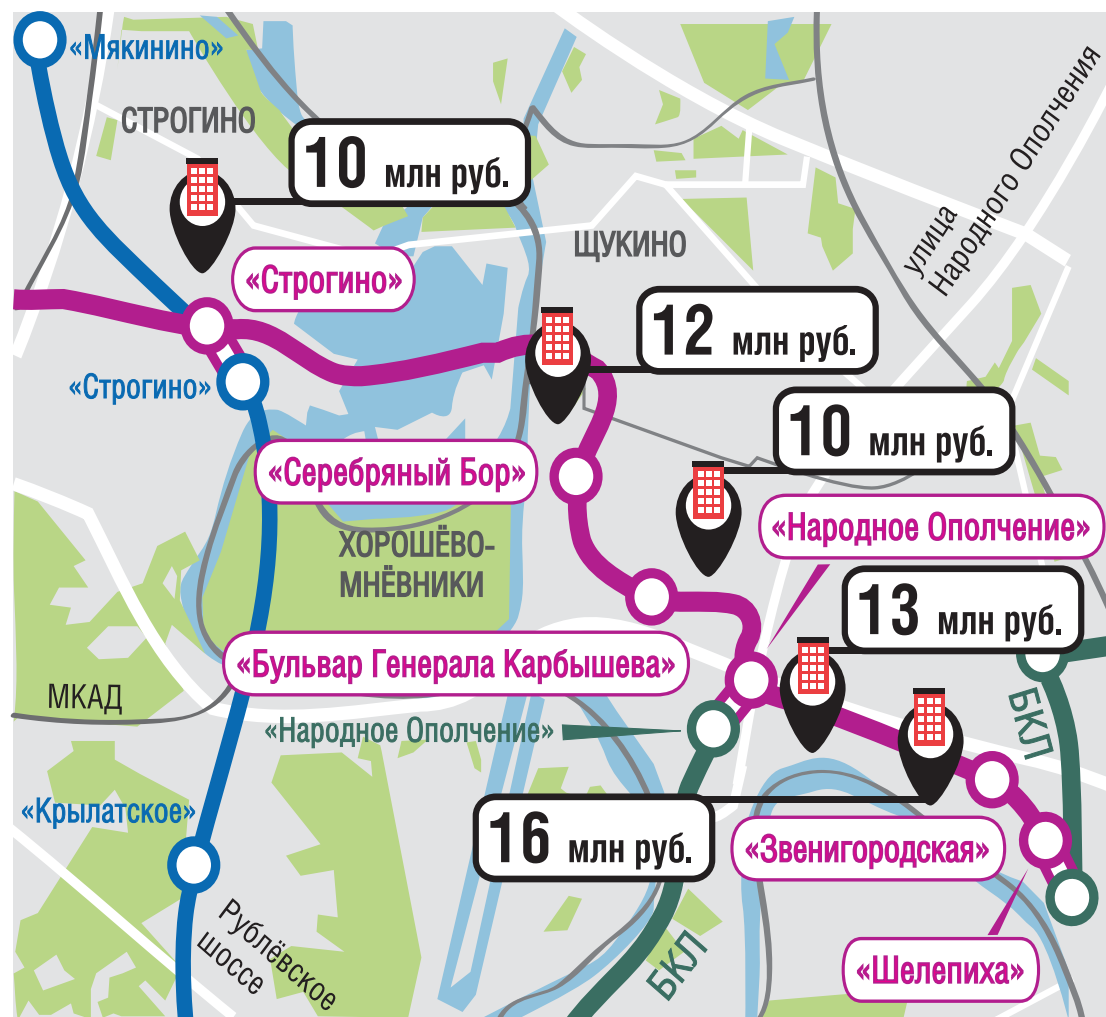 «Мякинино»
СТРОГИНО
10 млн руб.
улица
Народного Ополчения
ЩУКИНО
«Строгино»
12 млн руб.
«Строгино»
10 млн руб.
«Серебряный Бор»
«Народное Ополчение»
ХОРОШЁВО-
МНЁВНИКИ
13 млн руб.
«Бульвар Генерала Карбышева»
МКАД
БКЛ
«Народное Ополчение»
«Крылатское»
16 млн руб.
«Звенигородская»
Рублёвское
шоссе
БКЛ
«Шелепиха»